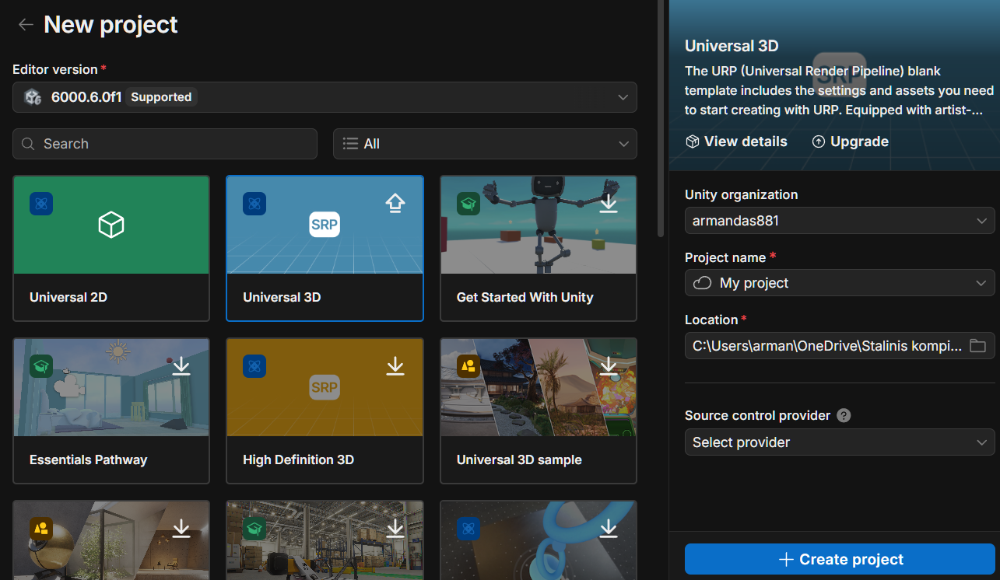 New project
Editor version *
6000.6.0f1 Supported
Search
All
SRP
Universal 2D
Universal 3D
Get Started With Unity
SRP
Essentials Pathway
High Definition 3D
Universal 3D sample
Universal 3D
SRP
The URP (Universal Render Pipeline) blank
template includes the settings and assets you need
to start creating with URP. Equipped with artist-...
View details
Upgrade
Unity organization
armandas881
Project name *
My project
Location *
C:\Users\arman\OneDrive\Stalinis kompi...
Source control provider ?
Select provider
+ Create project